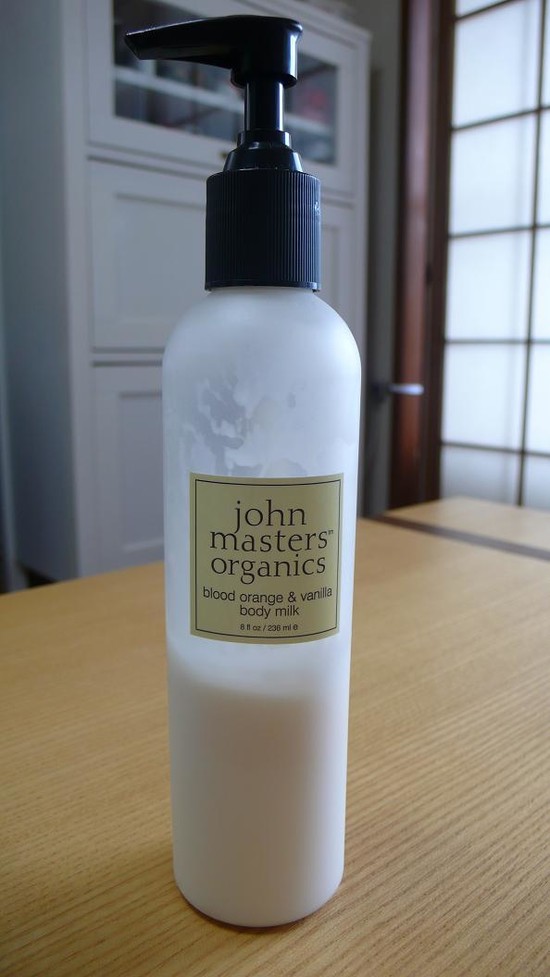 john
masters™
organics
blood orange & vanilla
body milk
8 fl oz / 236 ml ℮